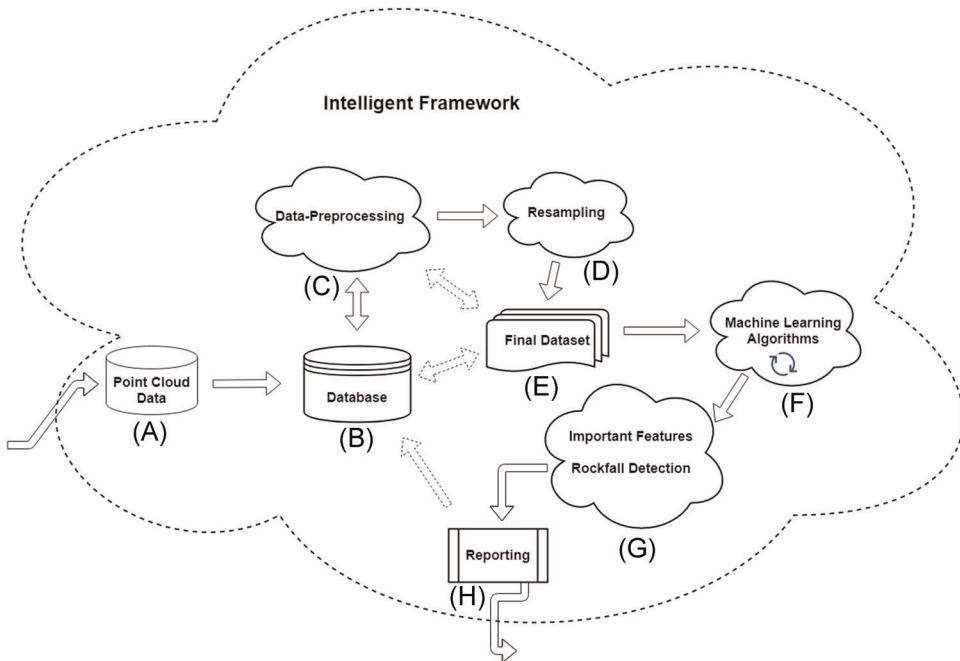 Intelligent Framework
Data-Preprocessing
(C)
Resampling
(D)
Point Cloud
Data
(A)
Database
(B)
Final Dataset
(E)
Machine Learning
Algorithms
(F)
Important Features
Rockfall Detection
(G)
Reporting
(H)